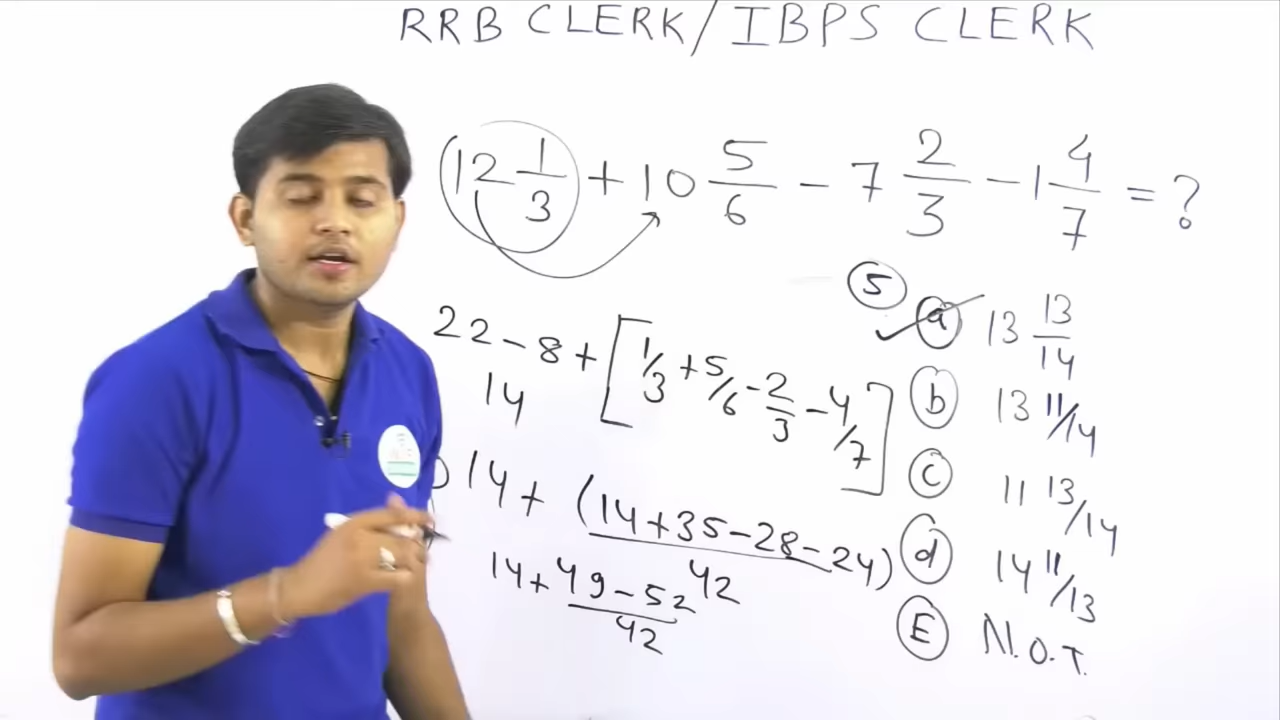 RRB CLERK/IBPS CLERK
12 1/3 + 10 5/6 - 7 2/3 - 1 4/7 = ?
5
a 13 13/14
22 - 8 + [1/3 + 5/6 - 2/3 - 4/7]
14
b 13 11/14
c 11 13/14
14 + (14 + 35 - 28 - 24)/42
d 14 11/13
14 + 49 - 52/42
E N.O.T.